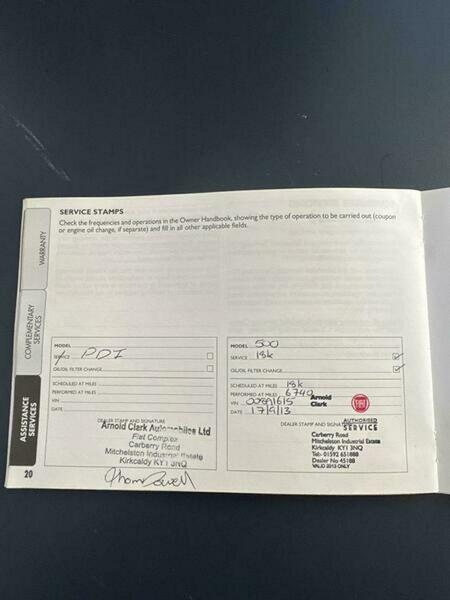 SERVICE STAMPS
Check the frequencies and operations in the Owner Handbook, showing the type of operation to be carried out (coupon
or engine oil change, if separate) and fill in all other applicable fields.
WARRANTY
COMPLEMENTARY
SERVICES
ASSISTANCE
SERVICES
MODEL
SERVICE PDI
OIL/OIL FILTER CHANGE
SCHEDULED AT MILES
PERFORMED AT MILES
VIN
DATE
DEALER STAMP AND SIGNATURE
Arnold Clark Automobiles Ltd
Fiat Complex
Carberry Road
Mitchelston Industrial Estate
Kirkcaldy KY1 3NQ
MODEL 500
SERVICE 18k
OIL/OIL FILTER CHANGE
SCHEDULED AT MILES 18k
PERFORMED AT MILES 6740
VIN 00891615
DATE 17/9/13
Arnold
Clark
FIAT
DEALER STAMP AND SIGNATURE
AUTHORISED
SERVICE
Carberry Road
Mitchelston Industrial Estate
Kirkcaldy KY1 3NQ
Tel: 01592 651888
Dealer No 45188
VALID 2013 ONLY
20